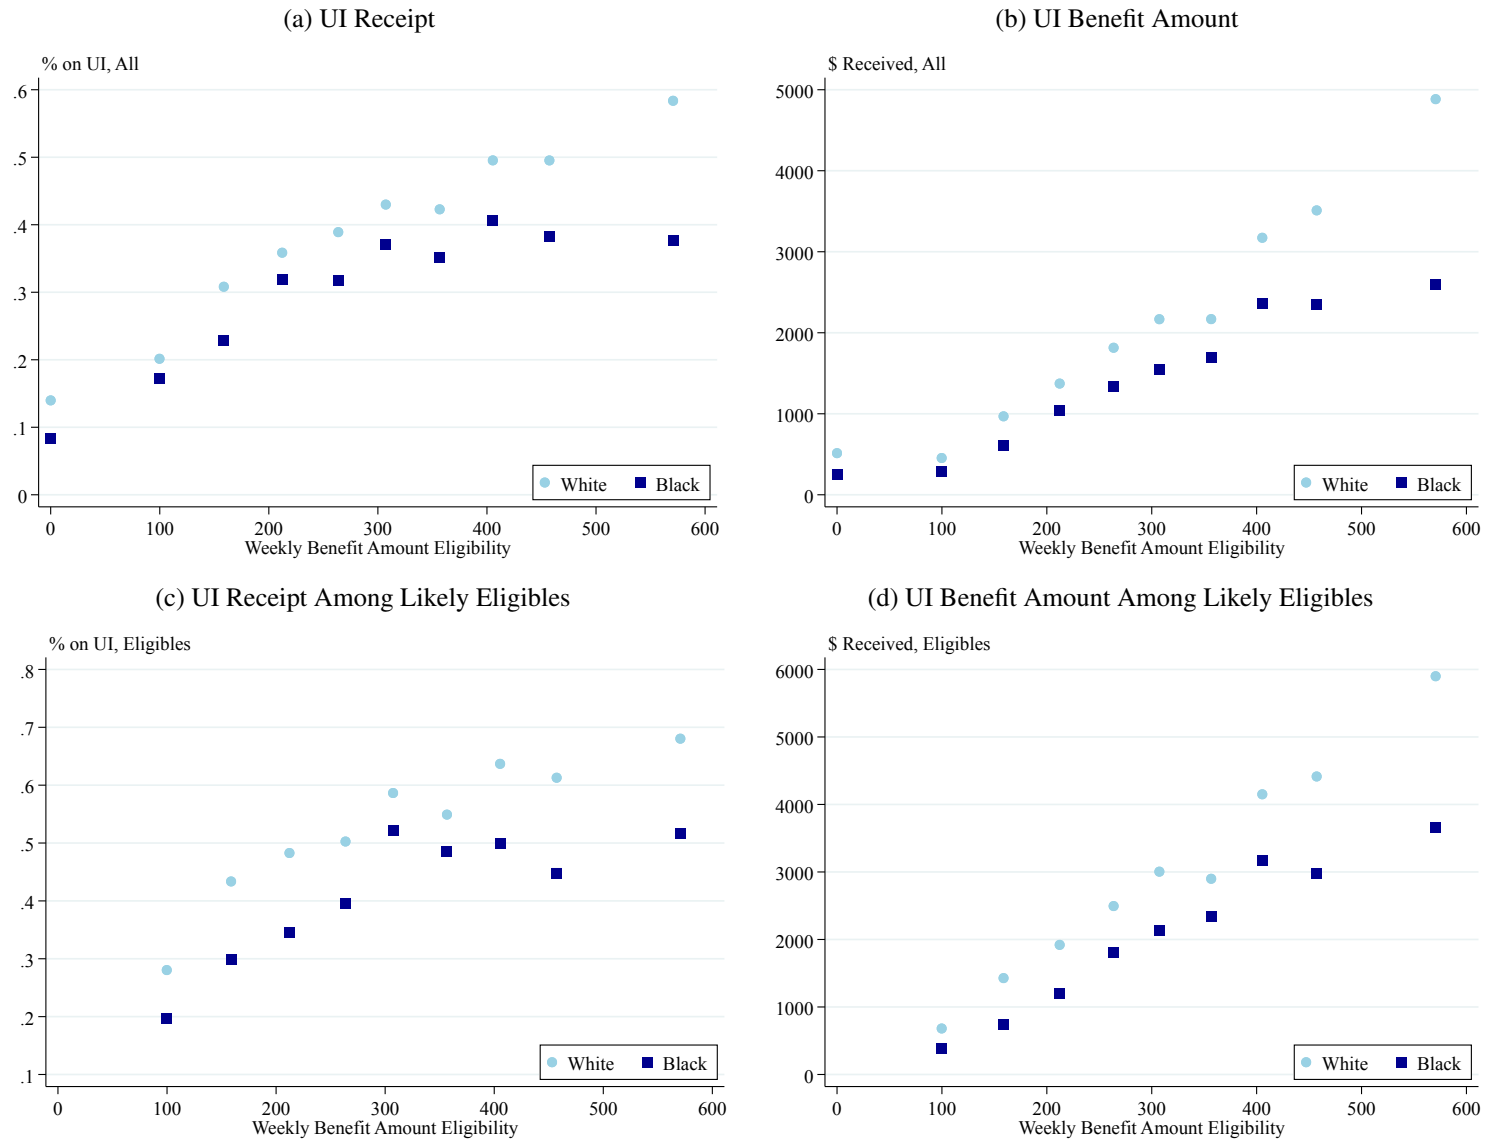 (a) UI Receipt
% on UI, All
.6
.5
.4
.3
.2
.1
0
0 100 200 300 400 500 600
Weekly Benefit Amount Eligibility
White Black
(b) UI Benefit Amount
$ Received, All
5000
4000
3000
2000
1000
0
0 100 200 300 400 500 600
Weekly Benefit Amount Eligibility
White Black
(c) UI Receipt Among Likely Eligibles
% on UI, Eligibles
.8
.7
.6
.5
.4
.3
.2
.1
0 100 200 300 400 500 600
Weekly Benefit Amount Eligibility
White Black
(d) UI Benefit Amount Among Likely Eligibles
$ Received, Eligibles
6000
5000
4000
3000
2000
1000
0
0 100 200 300 400 500 600
Weekly Benefit Amount Eligibility
White Black